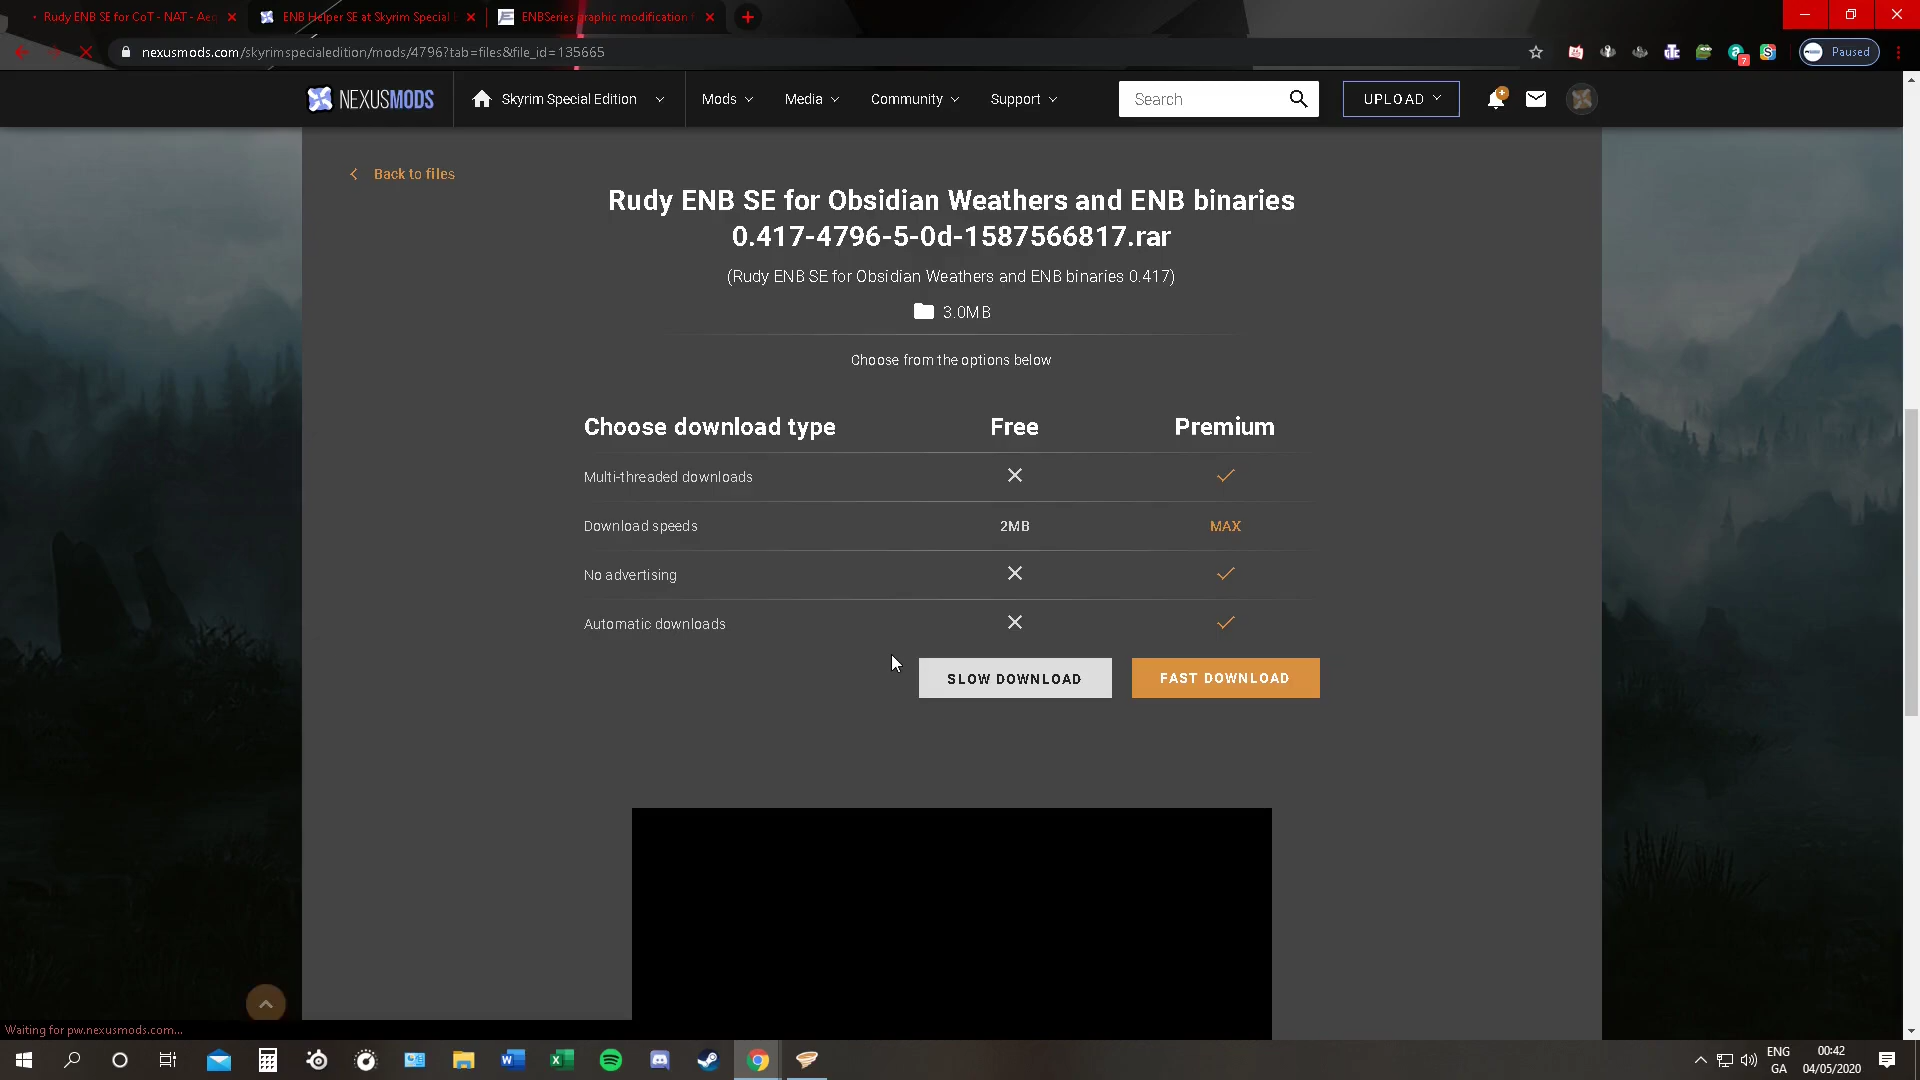 Rudy ENB SE for CoT - NAT - Aeq
ENB Helper SE at Skyrim Special E
ENBSeries graphic modification f
nexusmods.com/skyrimspecialedition/mods/4796?tab=files&file_id=135665
7
Paused
NEXUSMODS
Skyrim Special Edition
Mods
Media
Community
Support
Search
UPLOAD
Back to files
Rudy ENB SE for Obsidian Weathers and ENB binaries
0.417-4796-5-0d-1587566817.rar
(Rudy ENB SE for Obsidian Weathers and ENB binaries 0.417)
3.0MB
Choose from the options below
Choose download type Free Premium
Multi-threaded downloads
Download speeds 2MB MAX
No advertising
Automatic downloads
SLOW DOWNLOAD FAST DOWNLOAD
Waiting for pw.nexusmods.com...
ENG
GA
00:42
04/05/2020